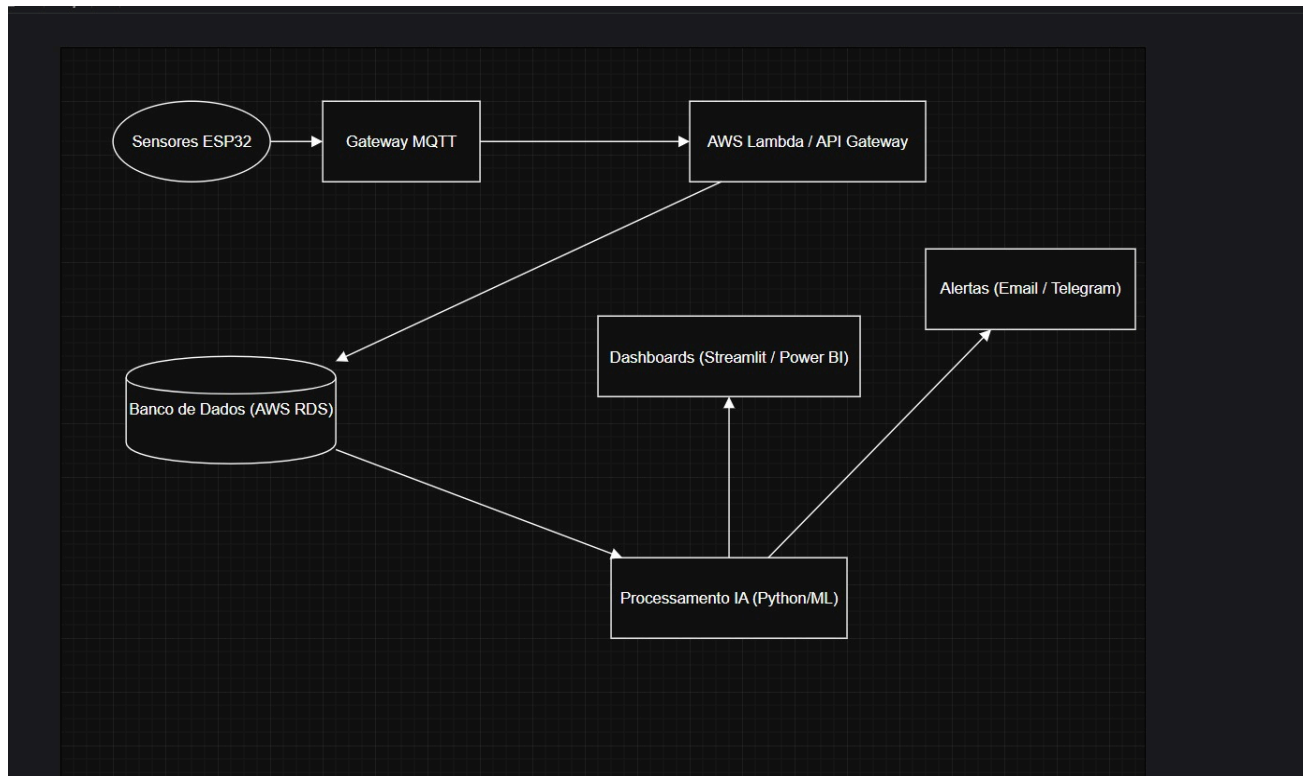 Sensores ESP32
Gateway MQTT
AWS Lambda / API Gateway
Alertas (Email / Telegram)
Dashboards (Streamlit / Power BI)
Banco de Dados (AWS RDS)
Processamento IA (Python/ML)